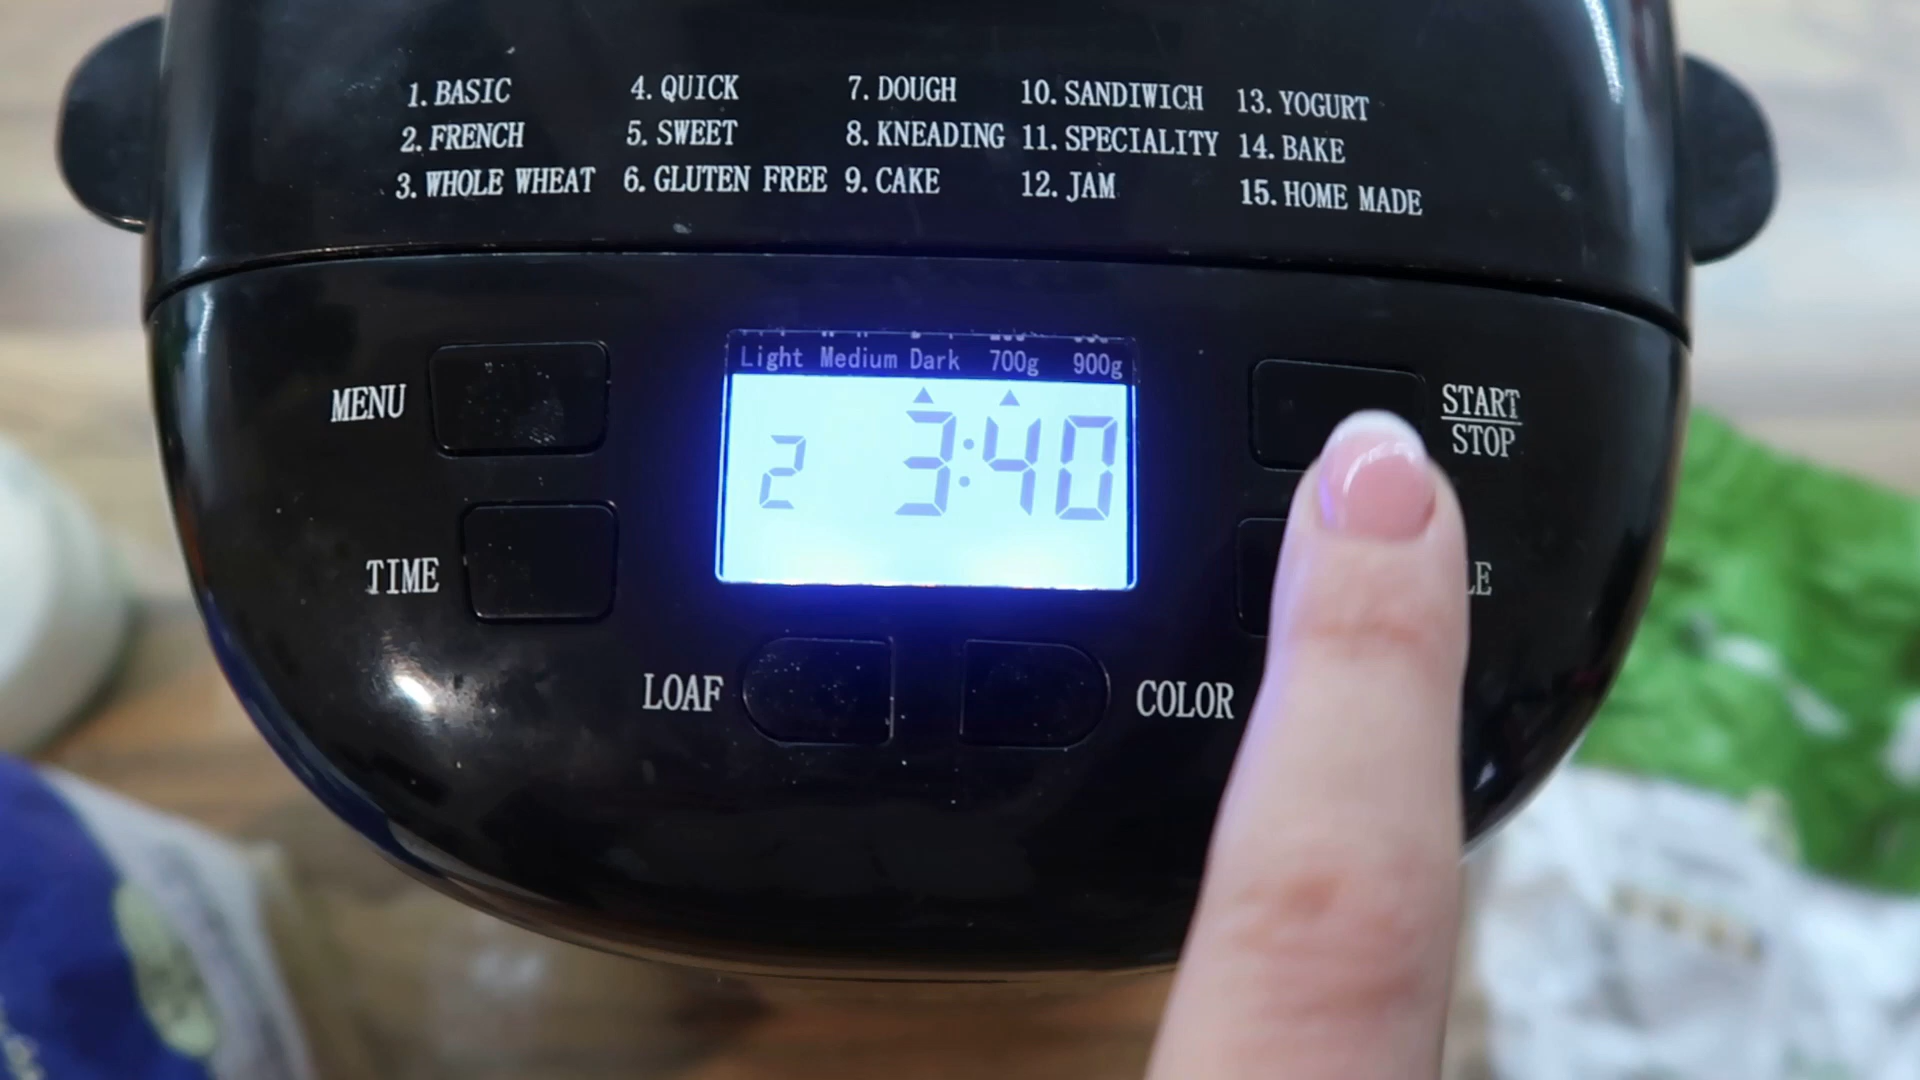 1. BASIC
2. FRENCH
3. WHOLE WHEAT
4. QUICK
5. SWEET
6. GLUTEN FREE
7. DOUGH
8. KNEADING
9. CAKE
10. SANDIWICH
11. SPECIALITY
12. JAM
13. YOGURT
14. BAKE
15. HOME MADE
Light Medium Dark 700g 900g
2 3:40
MENU
TIME
LOAF
COLOR
START
STOP